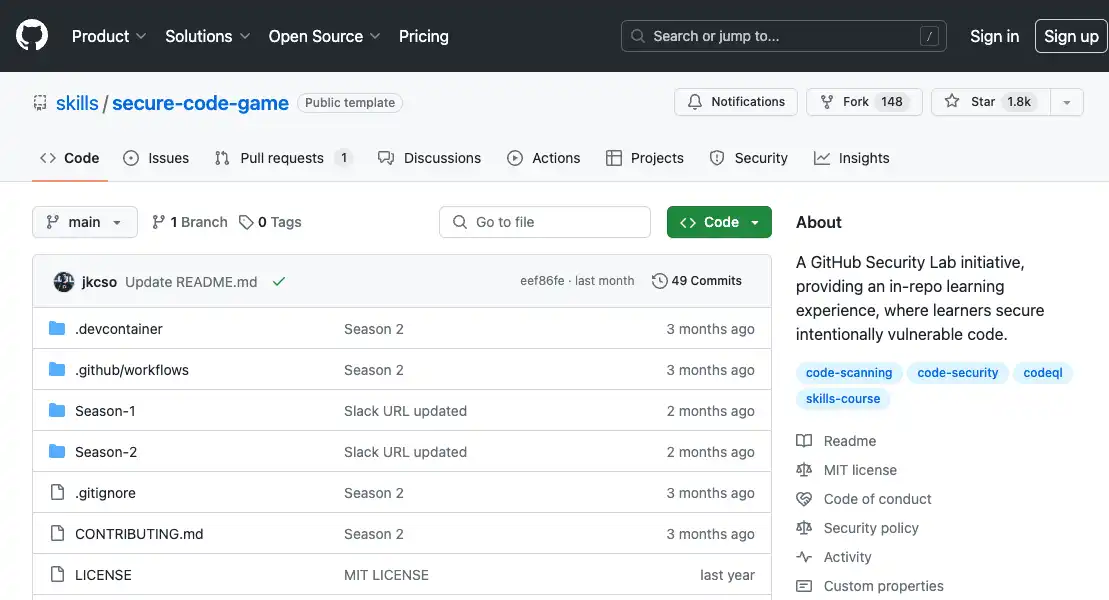 Product Solutions Open Source Pricing Search or jump to... / Sign in Sign up
skills / secure-code-game Public template Notifications Fork 148 Star 1.8k
Code Issues Pull requests 1 Discussions Actions Projects Security Insights
main 1 Branch 0 Tags Go to file Code
jkcso Update README.md eef86fe · last month 49 Commits
.devcontainer Season 2 3 months ago
.github/workflows Season 2 3 months ago
Season-1 Slack URL updated 2 months ago
Season-2 Slack URL updated 2 months ago
.gitignore Season 2 3 months ago
CONTRIBUTING.md Season 2 3 months ago
LICENSE MIT LICENSE last year
About
A GitHub Security Lab initiative,
providing an in-repo learning
experience, where learners secure
intentionally vulnerable code.
code-scanning code-security codeql
skills-course
Readme
MIT license
Code of conduct
Security policy
Activity
Custom properties